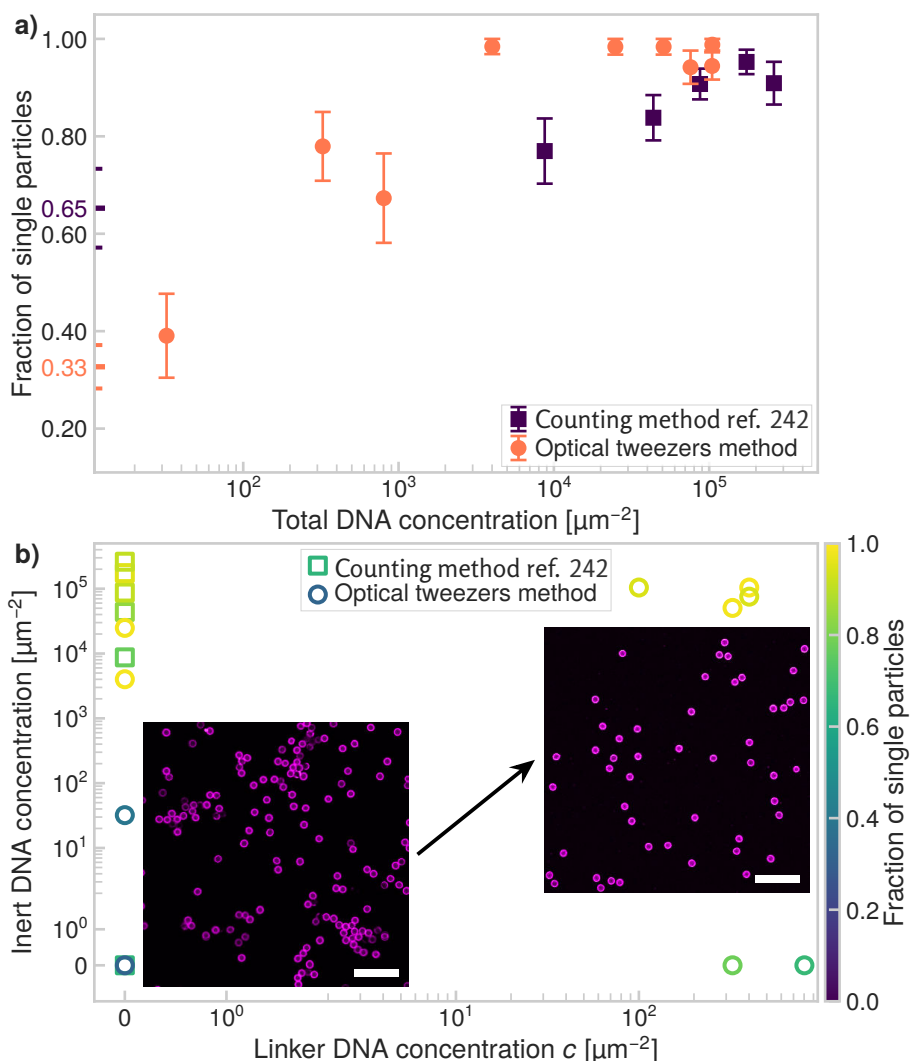 a)
Fraction of single particles
1.00
0.80
0.65
0.60
0.40
0.33
0.20
Counting method ref. 242
Optical tweezers method
10² 10³ 10⁴ 10⁵
Total DNA concentration [µm⁻²]
b)
Inert DNA concentration [µm⁻²]
10⁵
10⁴
10³
10²
10¹
10⁰
0
Counting method ref. 242
Optical tweezers method
0 10⁰ 10¹ 10²
Linker DNA concentration c [µm⁻²]
1.0
0.8
0.6
0.4
0.2
0.0
Fraction of single particles